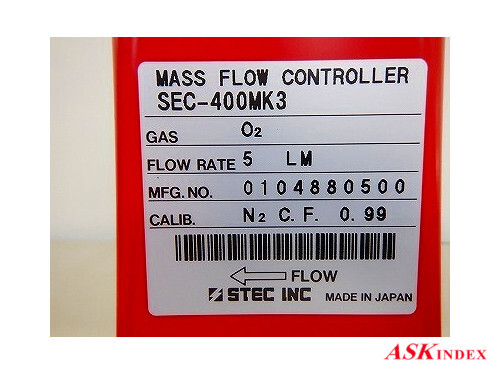 MASS FLOW CONTROLLER
SEC-400MK3
GAS O₂
FLOW RATE 5 LM
MFG.NO. 0104880500
CALIB. N₂ C.F. 0.99
FLOW
STEC INC MADE IN JAPAN
ASKINDEX